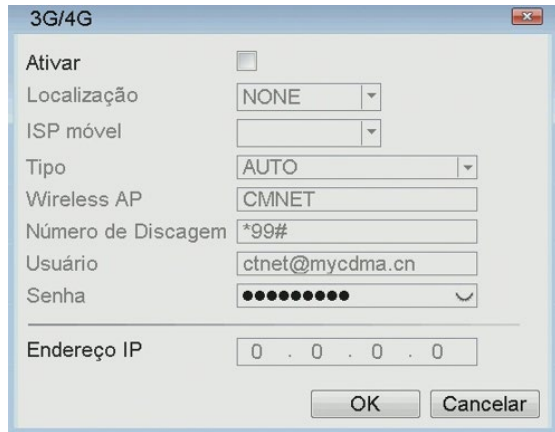 3G/4G
Ativar
Localização NONE
ISP móvel
Tipo AUTO
Wireless AP CMNET
Número de Discagem *99#
Usuário ctnet@mycdma.cn
Senha ●●●●●●●●●
Endereço IP 0 . 0 . 0 . 0
OK Cancelar